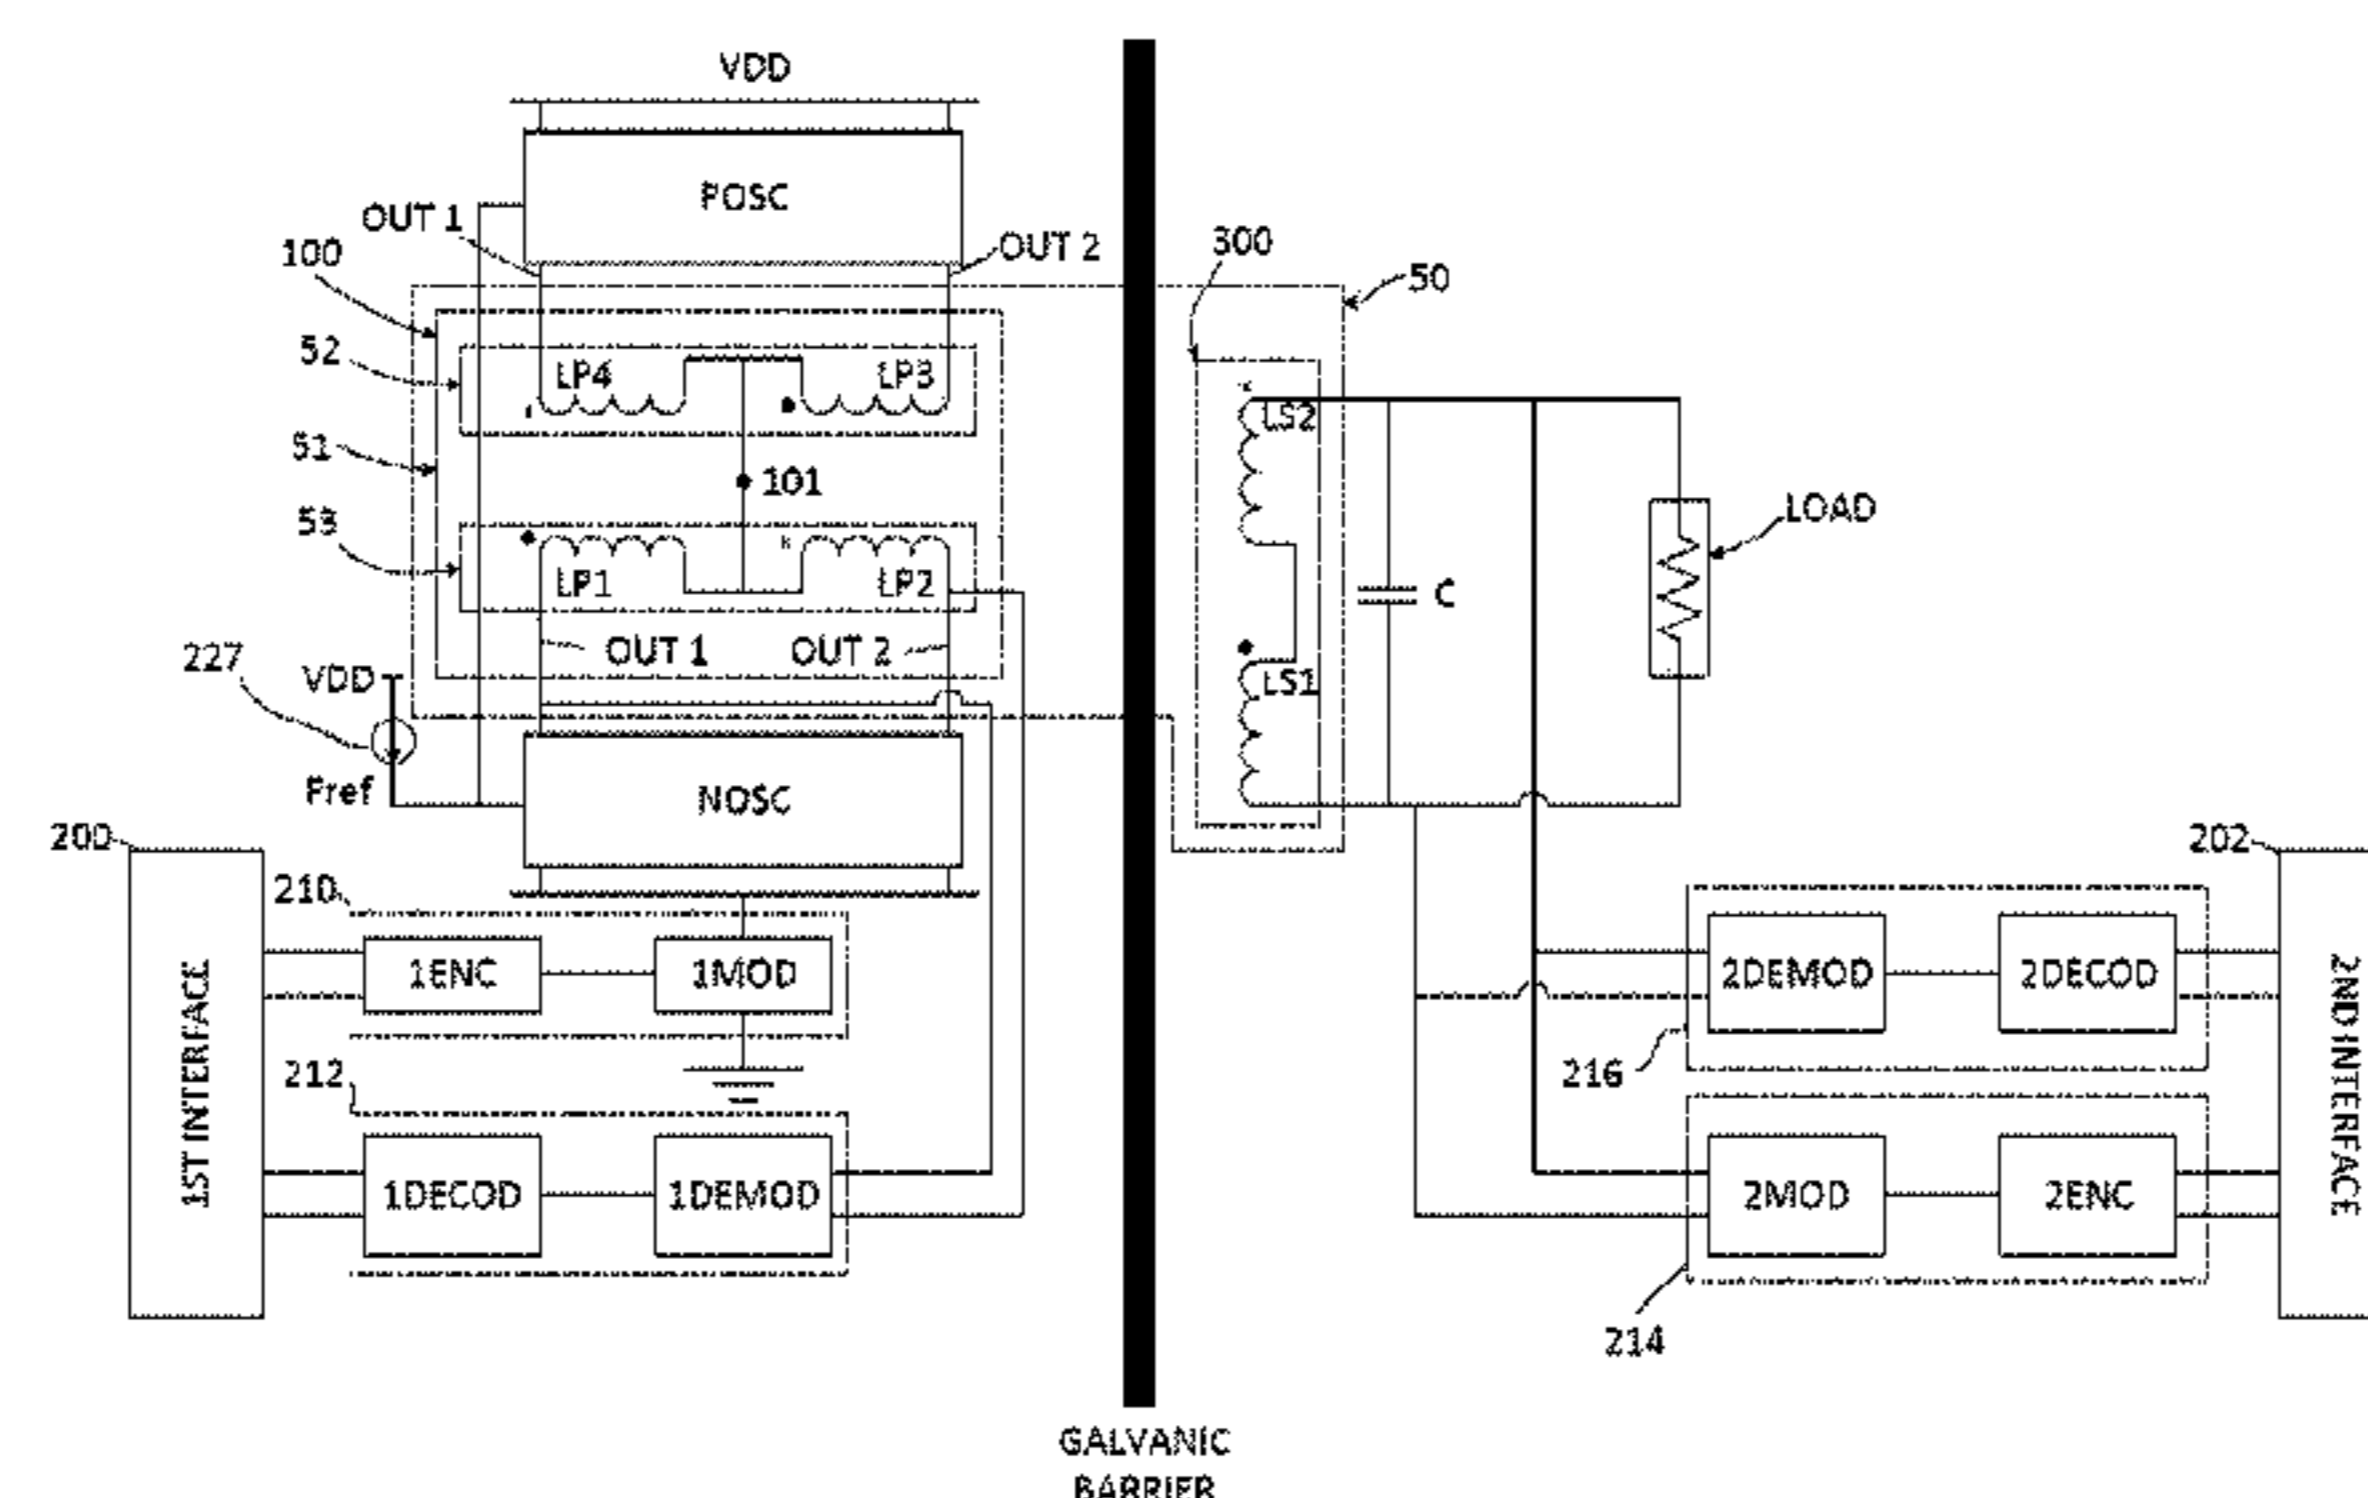 VDD
POSC
OUT 1
OUT 2
100
300
50
52
LP4
LP3
LS2
51
101
LOAD
53
LP1
LP2
C
OUT 1
OUT 2
227
VDD
LS1
Fref
NOSC
200
202
210
1ENC
1MOD
2DEMOD
2DECOD
1ST INTERFACE
2ND INTERFACE
212
216
1DECOD
1DEMOD
2MOD
2ENC
214
GALVANIC
BARRIER